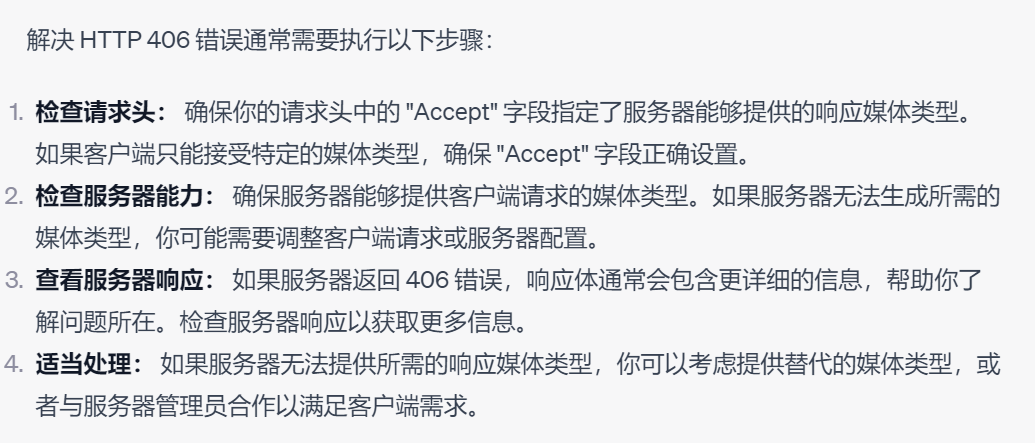 解决 HTTP 406 错误通常需要执行以下步骤：
1. 检查请求头： 确保你的请求头中的 "Accept" 字段指定了服务器能够提供的响应媒体类型。
如果客户端只能接受特定的媒体类型，确保 "Accept" 字段正确设置。
2. 检查服务器能力： 确保服务器能够提供客户端请求的媒体类型。如果服务器无法生成所需的
媒体类型，你可能需要调整客户端请求或服务器配置。
3. 查看服务器响应： 如果服务器返回 406 错误，响应体通常会包含更详细的信息，帮助你了
解问题所在。检查服务器响应以获取更多信息。
4. 适当处理： 如果服务器无法提供所需的响应媒体类型，你可以考虑提供替代的媒体类型，或
者与服务器管理员合作以满足客户端需求。